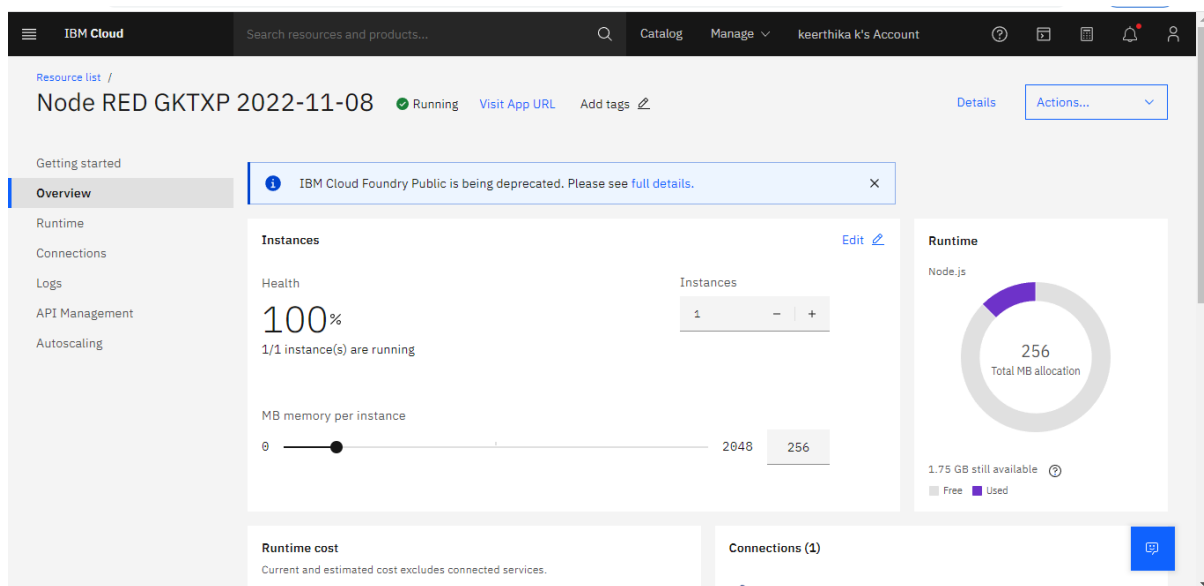 IBM Cloud
Search resources and products...
Catalog
Manage
keerthika k's Account
Resource list /
Node RED GKTXP 2022-11-08
Running
Visit App URL
Add tags
Details
Actions...
Getting started
Overview
Runtime
Connections
Logs
API Management
Autoscaling
IBM Cloud Foundry Public is being deprecated. Please see full details.
Instances
Edit
Health
100%
1/1 instance(s) are running
Instances
1
MB memory per instance
0
2048
256
Runtime
Node.js
256
Total MB allocation
1.75 GB still available
Free
Used
Runtime cost
Current and estimated cost excludes connected services.
Connections (1)